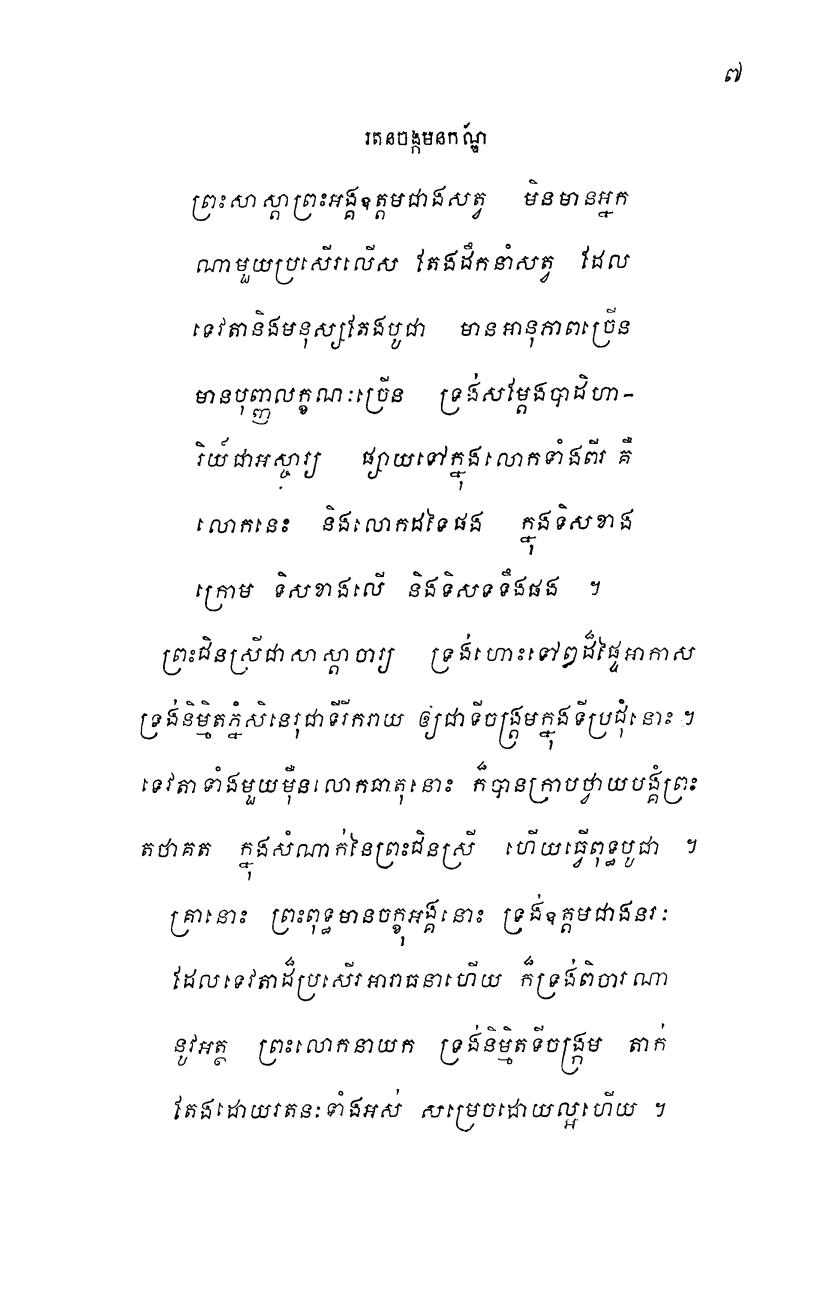 ៧
រតនចង្កមនកណ្ឌ
ព្រះសាស្តាព្រះអង្គឧត្តមជាងសត្វ មិនមានអ្នក
ណាមួយប្រសើរលើស តែងដឹកនាំសត្វ ដែល
ទេវតានិងមនុស្សតែងបូជា មានអានុភាពច្រើន
មានបុញ្ញលក្ខណៈច្រើន ទ្រង់សម្តែងបាដិហា-
រិយ៍ជាអស្ចារ្យ ផ្សាយទៅក្នុងលោកទាំងពីរ គឺ
លោកនេះ និងលោកដទៃផង ក្នុងទិសខាង
ក្រោម ទិសខាងលើ និងទិសទទឹងផង ។
ព្រះជិនស្រីជាសាស្តាចារ្យ ទ្រង់ហោះទៅឰដ៏ផ្ទៃអាកាស
ទ្រង់និម្មិតភ្នំសិនេរុជាទីរីករាយ ឲ្យជាទីចង្ក្រមក្នុងទីប្រជុំនោះ ។
ទេវតាទាំងមួយម៉ឺនលោកធាតុនោះ ក៏បានក្រាបថ្វាយបង្គំព្រះ
តថាគត ក្នុងសំណាក់នៃព្រះជិនស្រី ហើយធ្វើពុទ្ធបូជា ។
គ្រានោះ ព្រះពុទ្ធមានចក្ខុអង្គនោះ ទ្រង់ឧត្តមជាងនរៈ
ដែលទេវតាដ៏ប្រសើរអារាធនាហើយ ក៏ទ្រង់ពិចារណា
នូវអត្ថ ព្រះលោកនាយក ទ្រង់និម្មិតទីចង្ក្រម តាក់
តែងដោយរតនៈទាំងអស់ សម្រេចដោយល្អហើយ ។